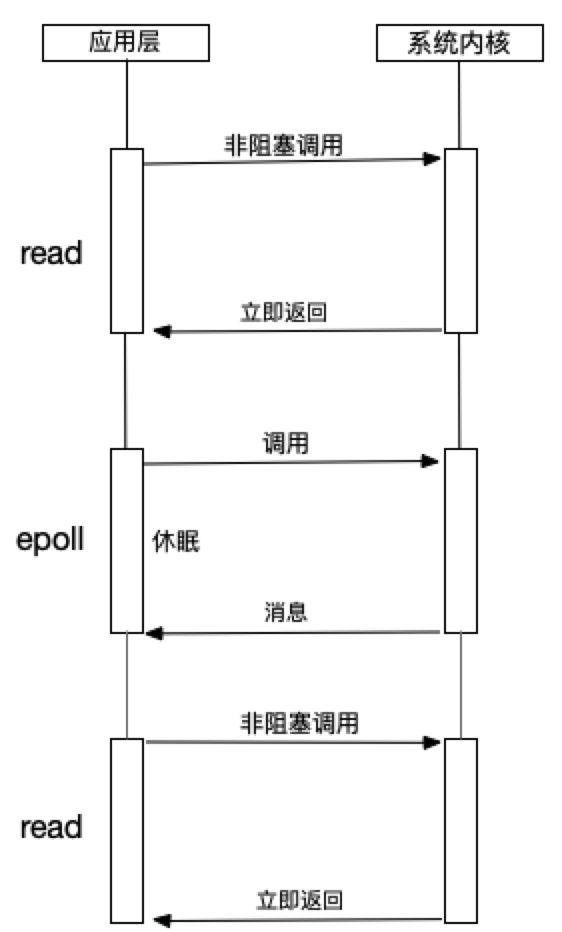 应用层
系统内核
非阻塞调用
read
立即返回
调用
epoll
休眠
消息
非阻塞调用
read
立即返回